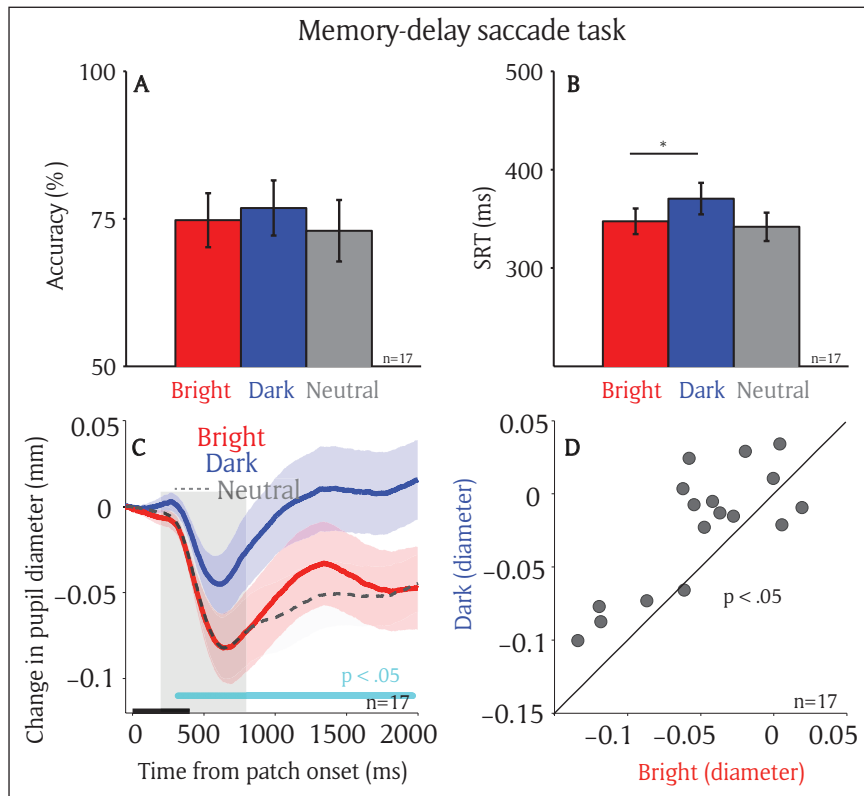 Memory-delay saccade task
A
100
75
50
Accuracy (%)
n=17
Bright Dark Neutral
B
500
400
300
SRT (ms)
*
n=17
Bright Dark Neutral
C
0.05
0
−0.05
−0.1
Change in pupil diameter (mm)
Bright
Dark
Neutral
p < .05
n=17
0 500 1000 1500 2000
Time from patch onset (ms)
D
0.05
0
−0.05
−0.1
−0.15
Dark (diameter)
p < .05
n=17
−0.1 −0.05 0 0.05
Bright (diameter)